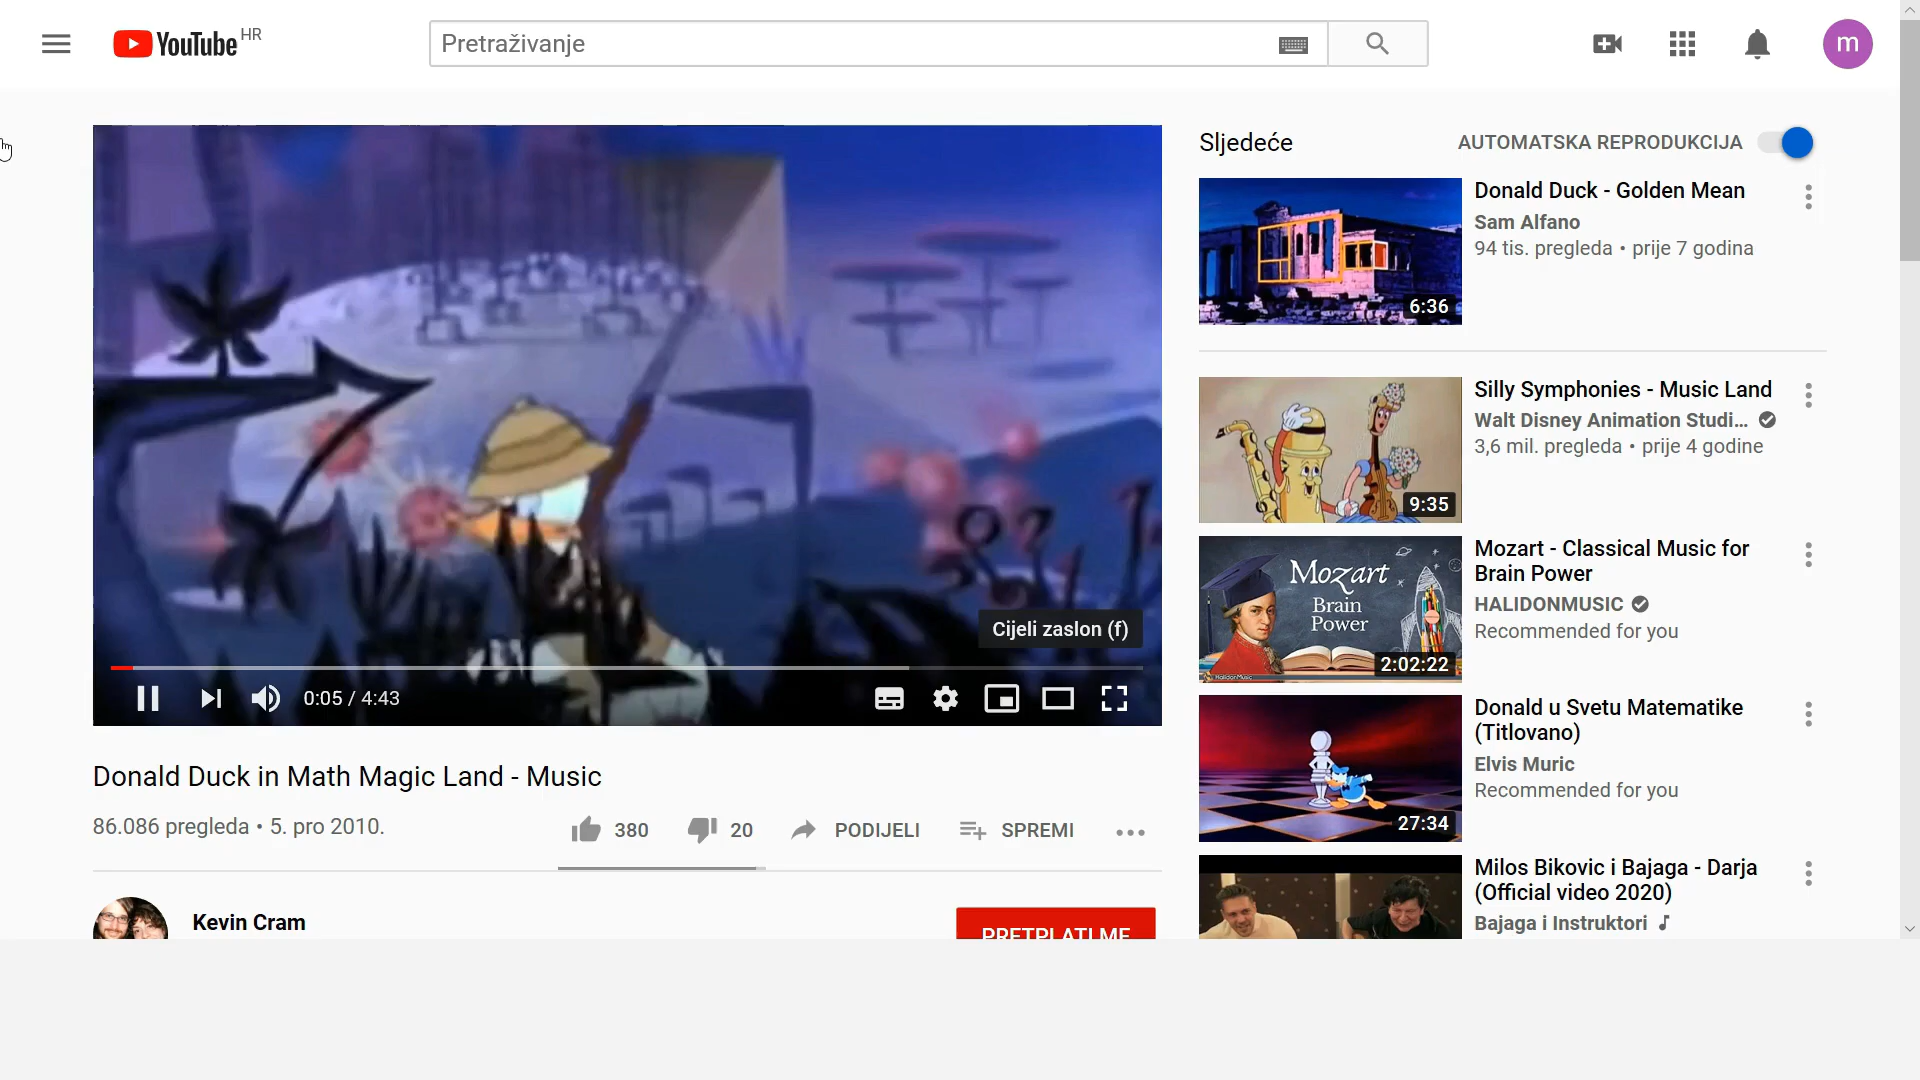 YouTube HR
Pretraživanje
m
Sljedeće
AUTOMATSKA REPRODUKCIJA
Donald Duck - Golden Mean
Sam Alfano
94 tis. pregleda • prije 7 godina
6:36
Silly Symphonies - Music Land
Walt Disney Animation Studi...
3,6 mil. pregleda • prije 4 godine
9:35
Mozart
Brain
Power
2:02:22
Mozart - Classical Music for
Brain Power
HALIDONMUSIC
Recommended for you
Donald u Svetu Matematike
(Titlovano)
Elvis Muric
Recommended for you
27:34
Milos Bikovic i Bajaga - Darja
(Official video 2020)
Bajaga i Instruktori
Cijeli zaslon (f)
0:05 / 4:43
Donald Duck in Math Magic Land - Music
86.086 pregleda • 5. pro 2010.
380
20
PODIJELI
SPREMI
Kevin Cram
PRETPLATI ME